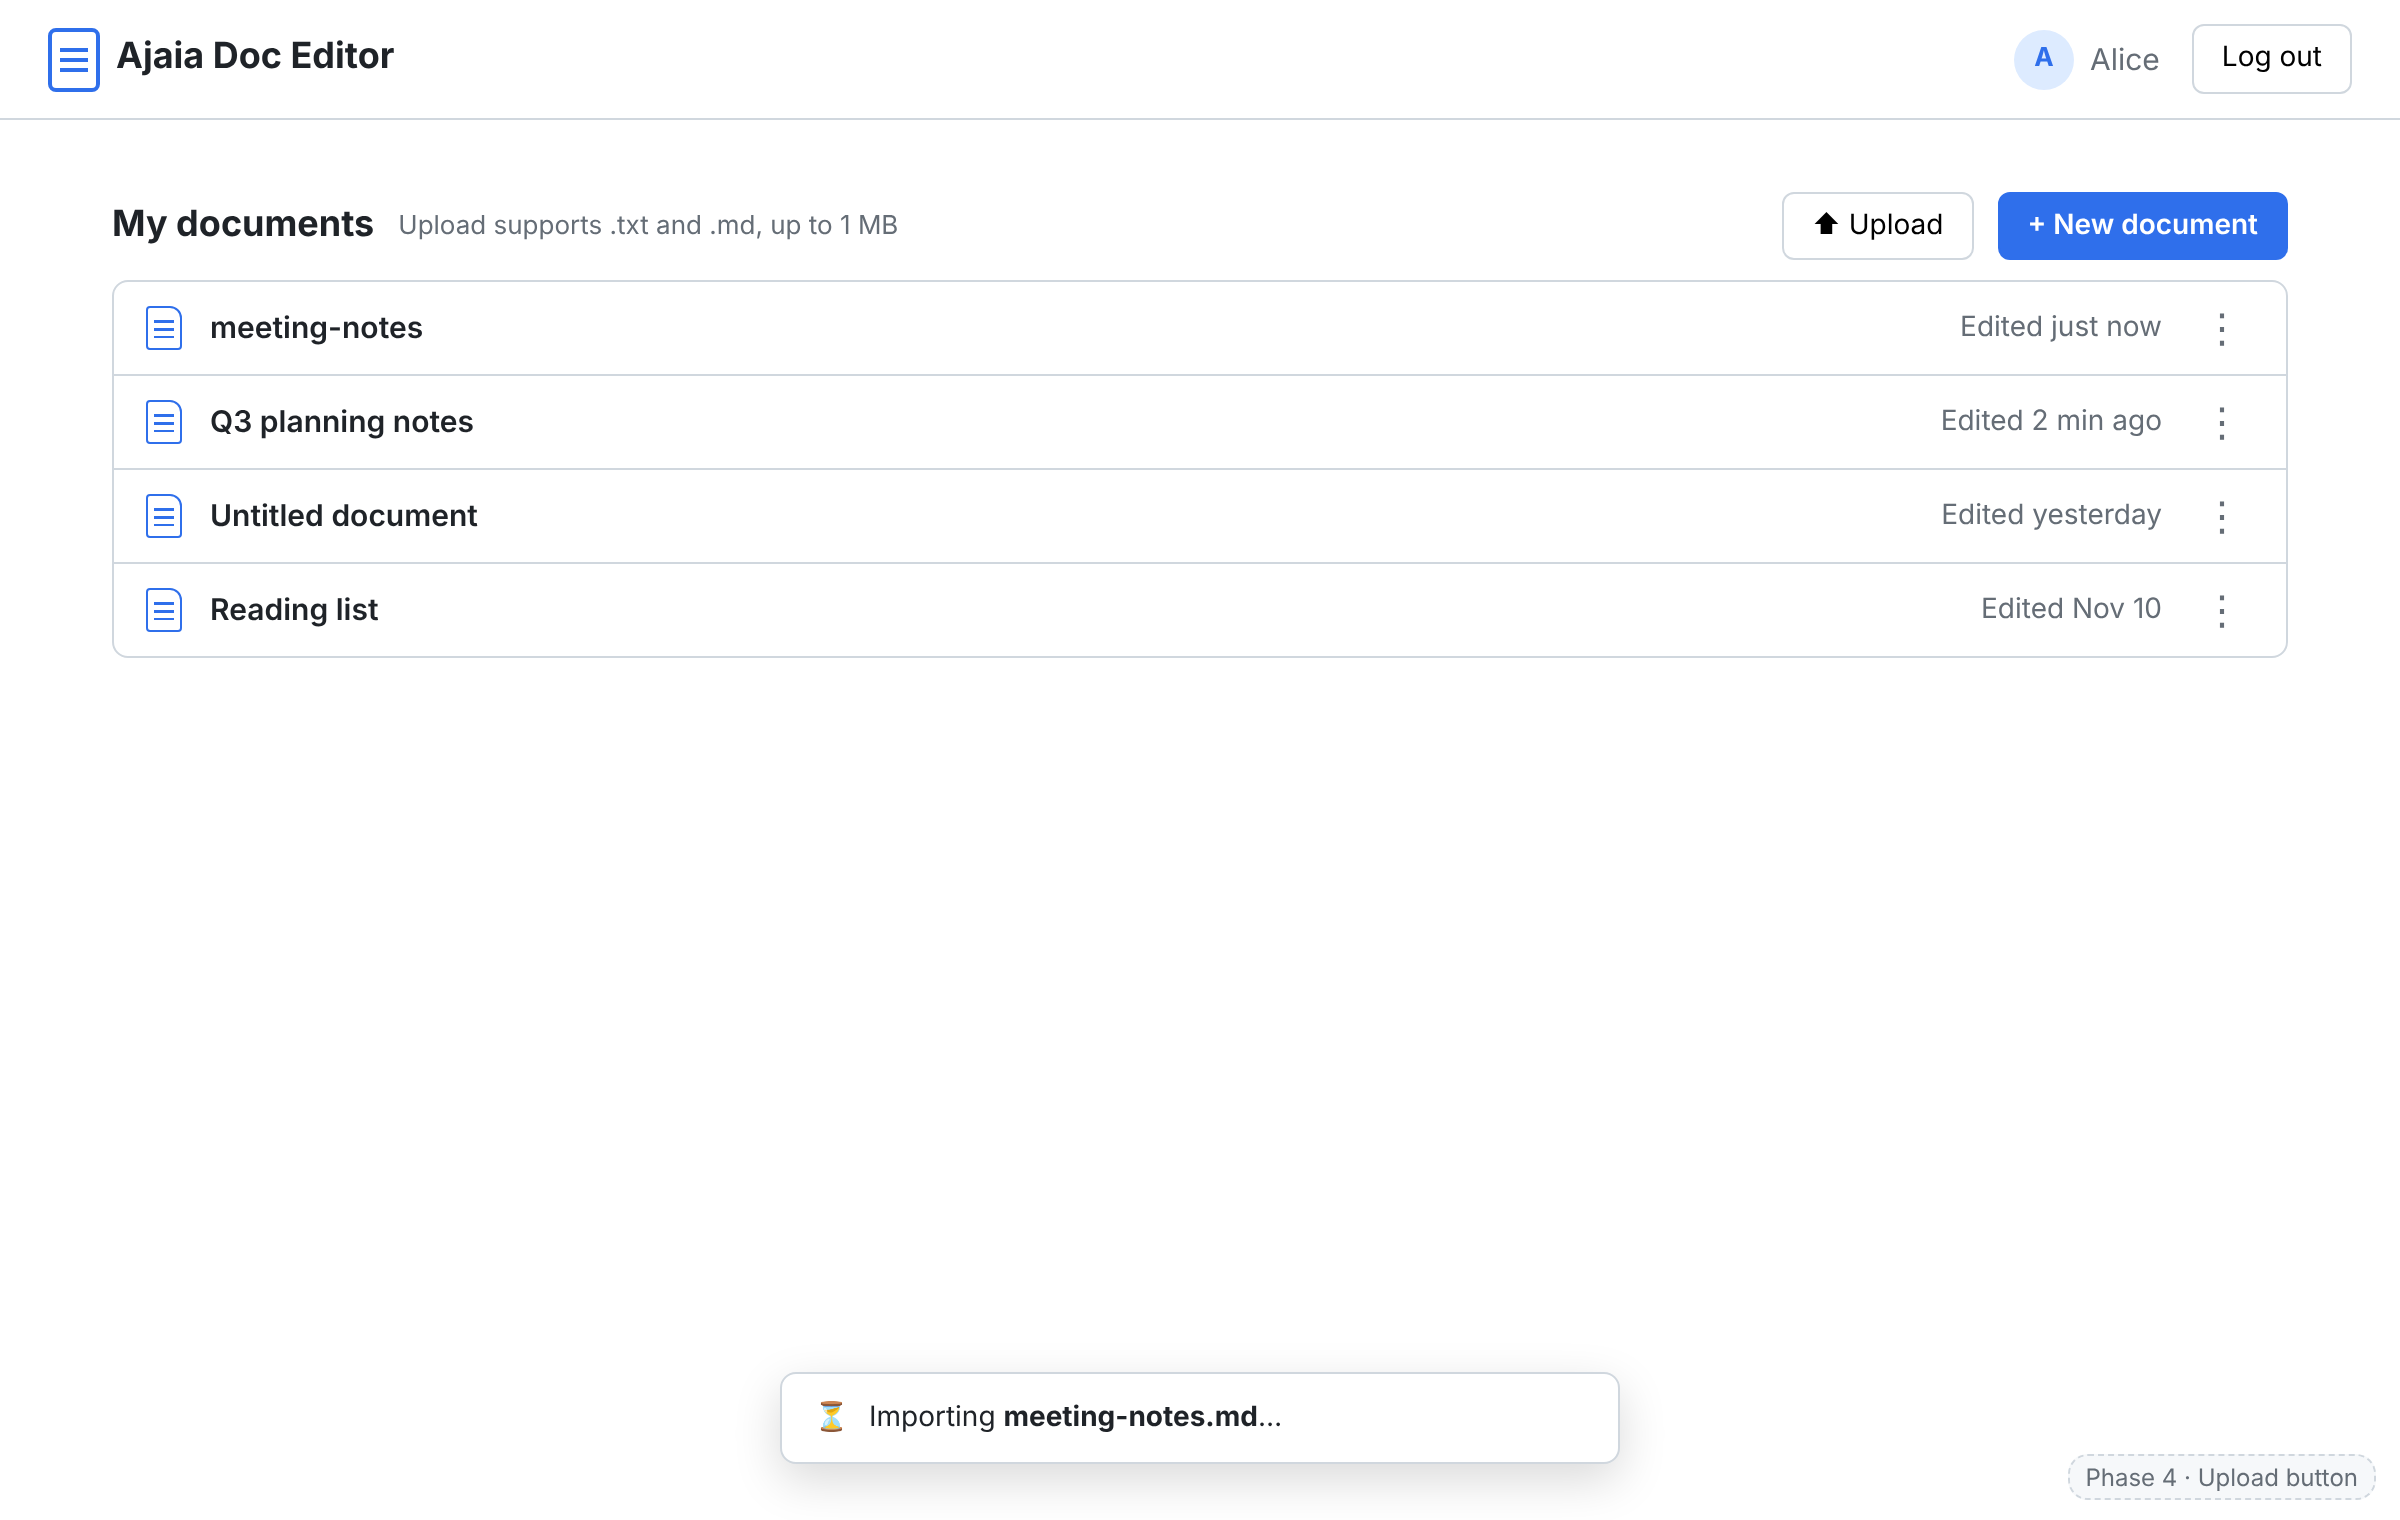 Ajaia Doc Editor
A Alice Log out
My documents Upload supports .txt and .md, up to 1 MB
Upload + New document
meeting-notes Edited just now
Q3 planning notes Edited 2 min ago
Untitled document Edited yesterday
Reading list Edited Nov 10
Importing meeting-notes.md...
Phase 4 · Upload button